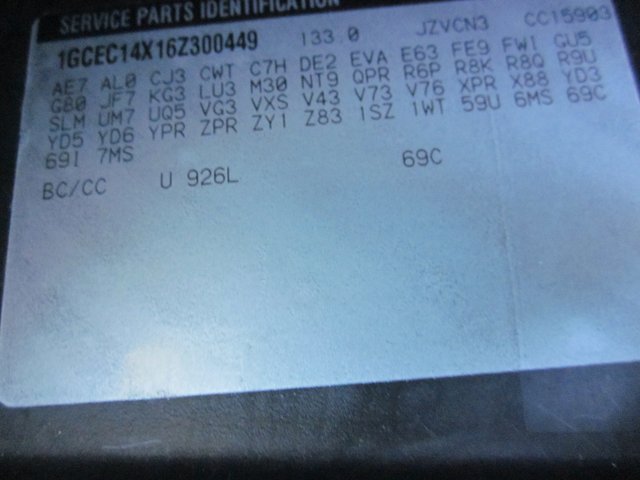 SERVICE PARTS IDENTIFICATION
1GCEC14X16Z300449 133.0 JZVCN3 CC15903
AE7 AL0 CJ3 CWT C7H DE2 EVA E63 FE9 FW1 GU5
G80 JF7 KG3 LU3 M30 NT9 QPR R6P R8K R8Q R9U
SLM UM7 UQ5 VG3 VXS V43 V73 V76 XPR X88 YD3
YD5 YD6 YPR ZPR ZY1 Z83 1SZ 1WT 59U 6MS 69C
69I 7MS
BC/CC U 926L 69C